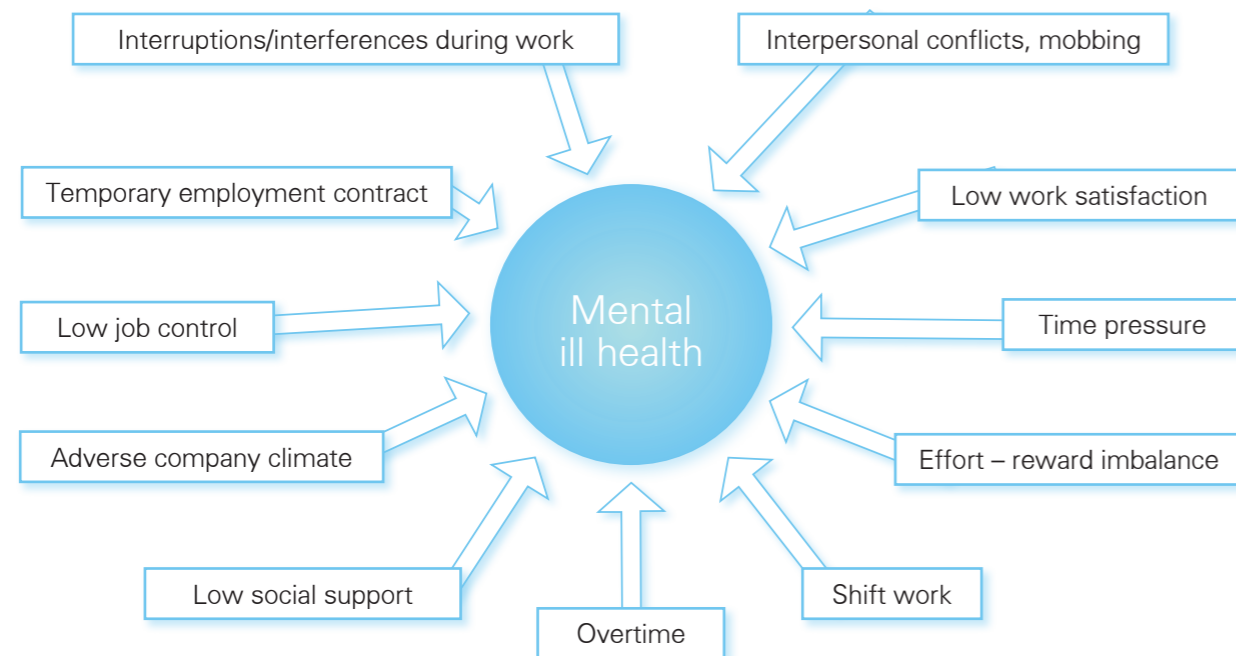 Interruptions/interferences during work
Interpersonal conflicts, mobbing
Temporary employment contract
Low work satisfaction
Mental
ill health
Low job control
Time pressure
Adverse company climate
Effort – reward imbalance
Low social support
Shift work
Overtime